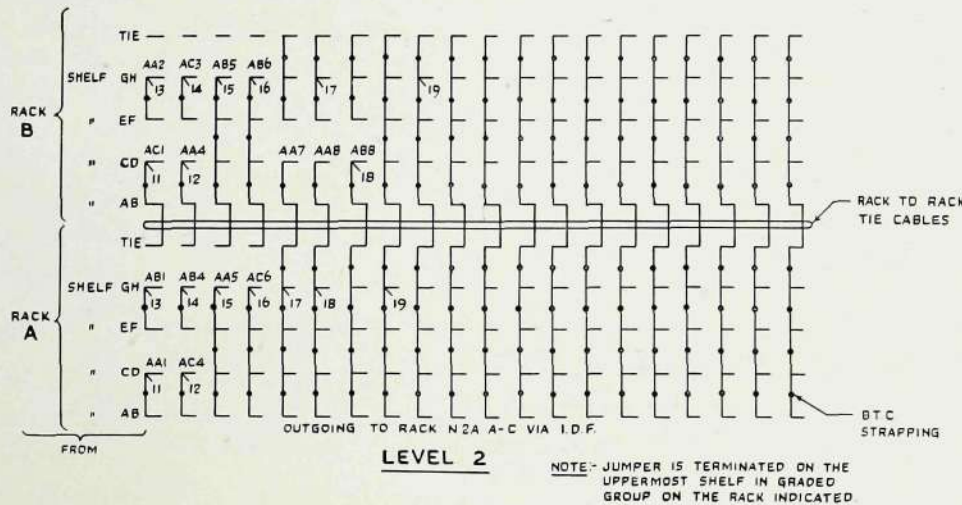 TIE
AA2 AC3 AB5 AB6
SHELF GH 13 14 15 16 17 19
RACK B
" EF
AC1 AA4 AA7 AA8 AB8
" CD 11 12 18
" AB
RACK TO RACK TIE CABLES
TIE
AB1 AB4 AA5 AC6
SHELF GH 13 14 15 16 17 18 19
RACK A
" EF
AA1 AC4
" CD 11 12
" AB
BTC STRAPPING
FROM
OUTGOING TO RACK N2A A-C VIA I.D.F.
LEVEL 2
NOTE:- JUMPER IS TERMINATED ON THE
UPPERMOST SHELF IN GRADED
GROUP ON THE RACK INDICATED.